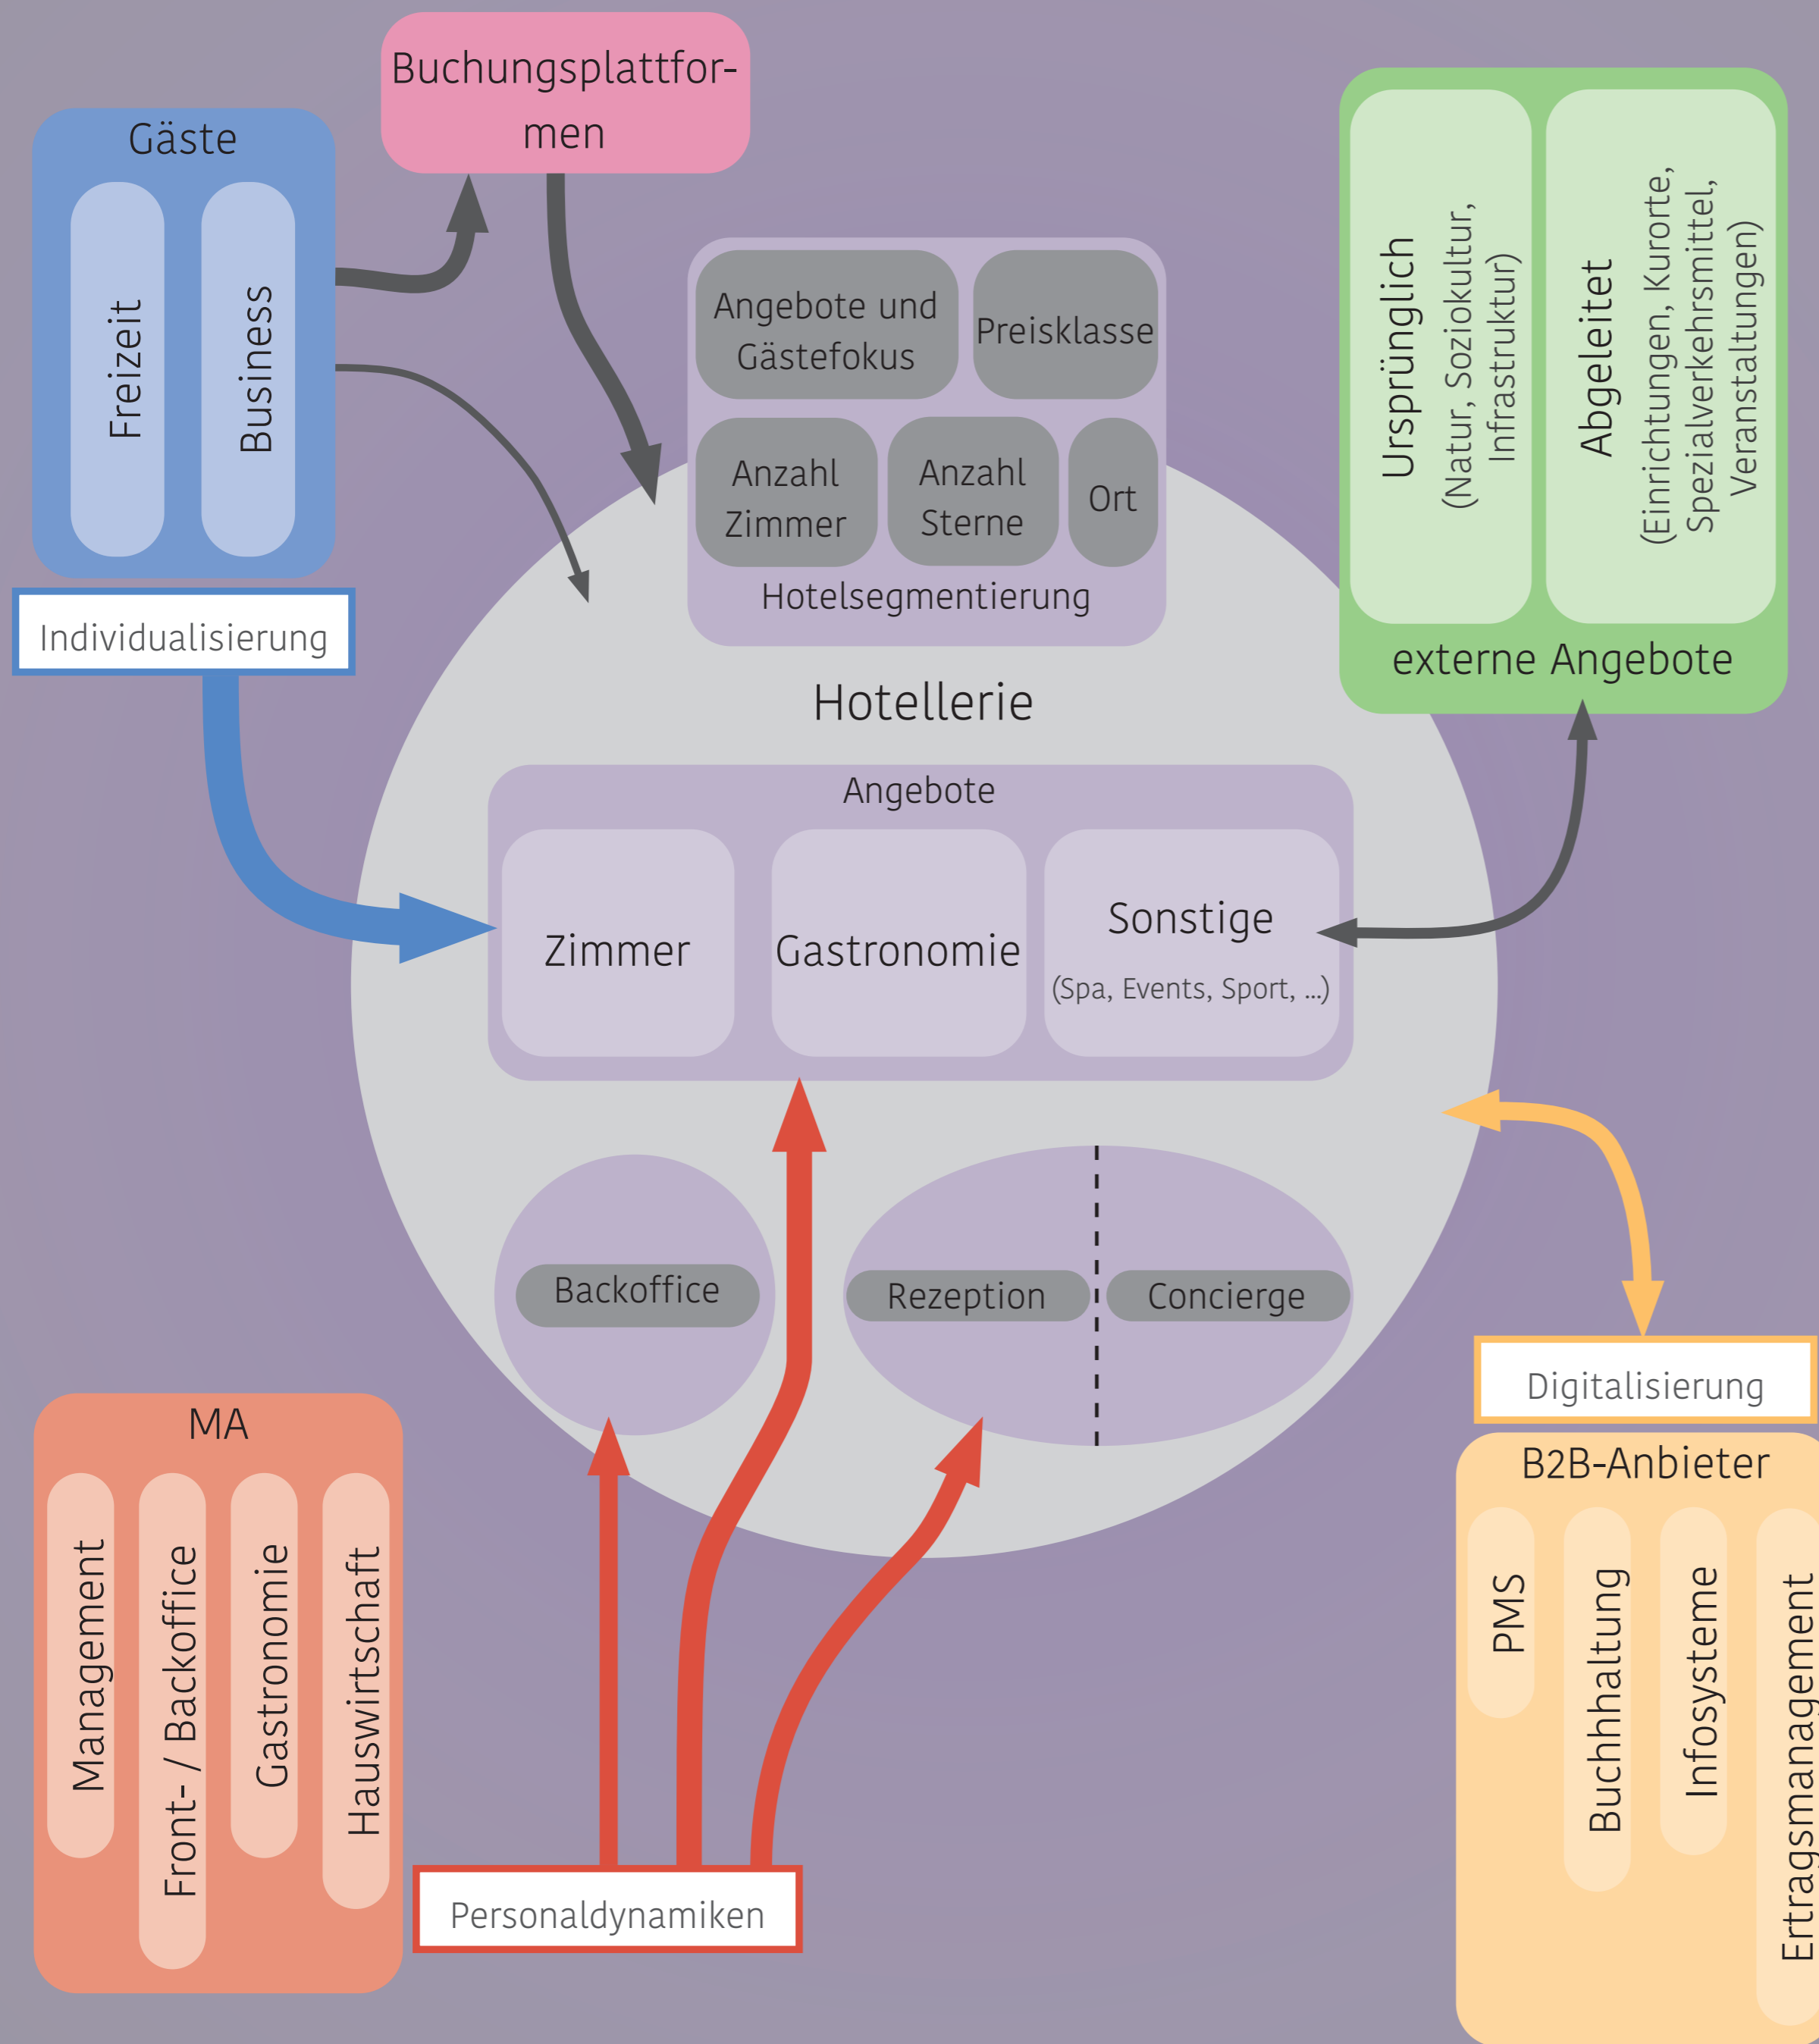 Buchungsplattfor-
men
Gäste
Freizeit
Business
Individualisierung
Angebote und
Gästefokus
Preisklasse
Anzahl
Zimmer
Anzahl
Sterne
Ort
Hotelsegmentierung
Ursprünglich
(Natur, Soziokultur,
Infrastruktur)
Abgeleitet
(Einrichtungen, Kurorte,
Spezialverkehrsmittel,
Veranstaltungen)
externe Angebote
Hotellerie
Angebote
Zimmer
Gastronomie
Sonstige
(Spa, Events, Sport, ...)
Backoffice
Rezeption
Concierge
MA
Management
Front- / Backoffice
Gastronomie
Hauswirtschaft
Personaldynamiken
Digitalisierung
B2B-Anbieter
PMS
Buchhhaltung
Infosysteme
Ertragsmanagement